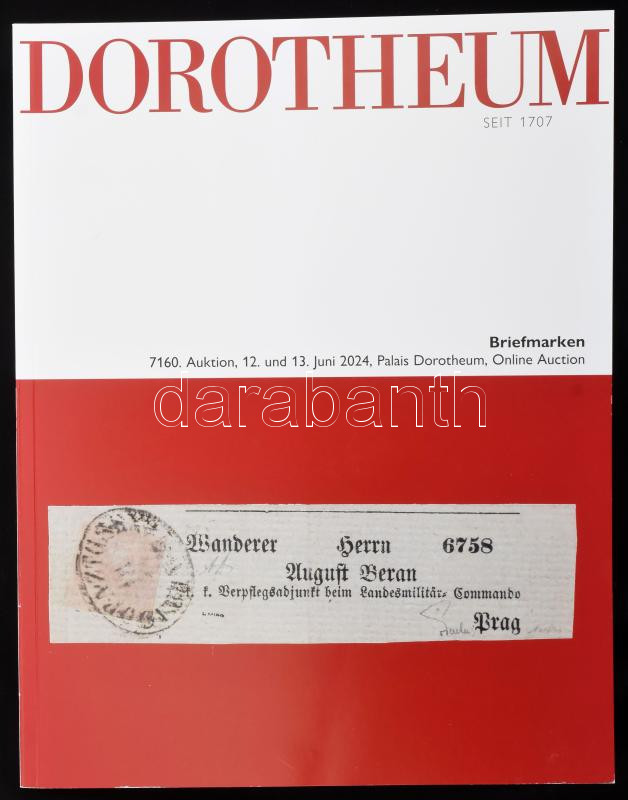 DOROTHEUM
SEIT 1707
Briefmarken
7160. Auktion, 12. und 13. Juni 2024, Palais Dorotheum, Online Auction
darabanth
Wanderer Herrn 6758
August Beran
k. Verpflegsadjunkt beim Landesmilitär- Commando
Prag